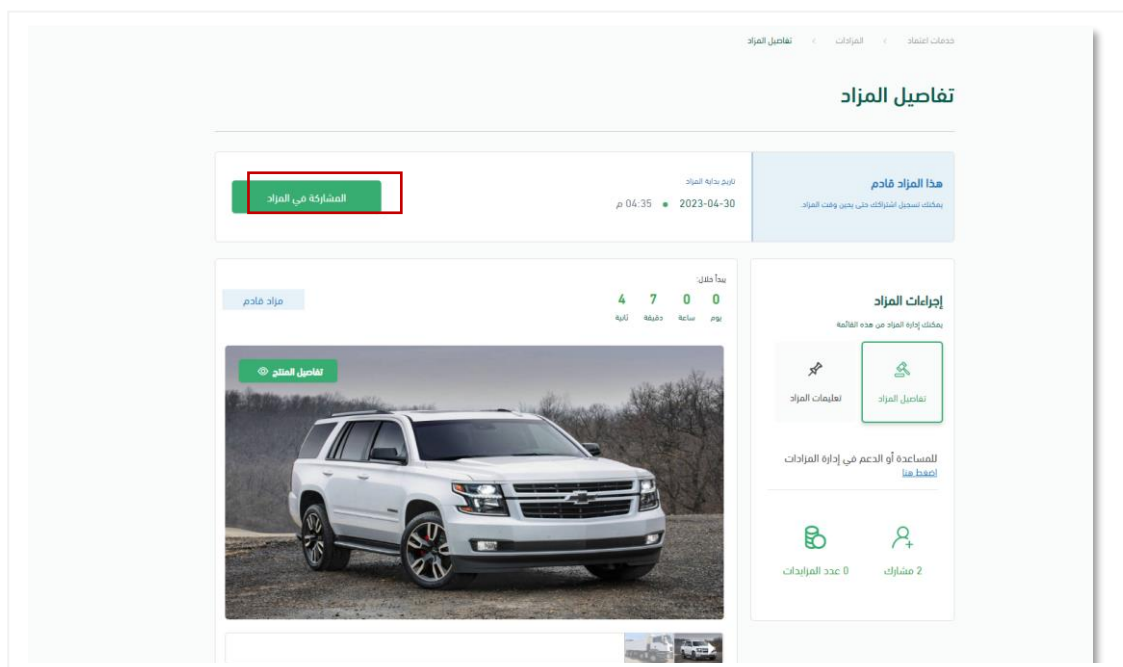 خدمات اعتماد › المزادات › تفاصيل المزاد
تفاصيل المزاد
هذا المزاد قادم
يمكنك تسجيل اشتراكك حتى يحين وقت المزاد.
تاريخ بداية المزاد
2023-04-30 • 04:35 م
المشاركة في المزاد
إجراءات المزاد
يمكنك إدارة المزاد من هذه القائمة
تفاصيل المزاد
تعليمات المزاد
للمساعدة أو الدعم في إدارة المزادات
اضغط هنا
2 مشارك
0 عدد المزايدات
يبدأ خلال:
0 0 7 4
يوم ساعة دقيقة ثانية
مزاد قادم
تفاصيل المنتج